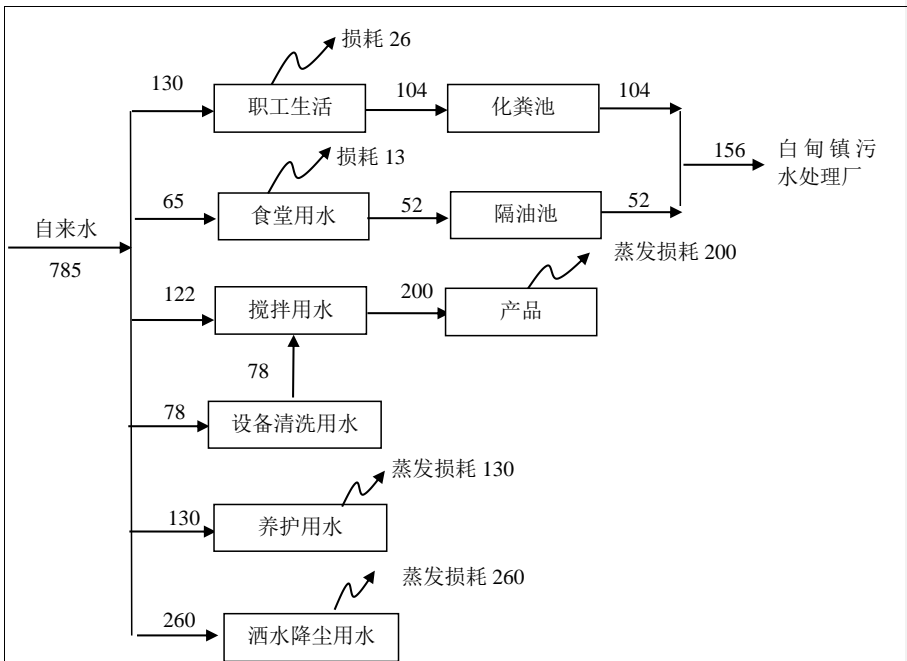 损耗 26
130
职工生活
104
化粪池
104
损耗 13
156
白甸镇污
水处理厂
65
食堂用水
52
隔油池
52
自来水
785
蒸发损耗 200
122
搅拌用水
200
产品
78
78
设备清洗用水
蒸发损耗 130
130
养护用水
蒸发损耗 260
260
洒水降尘用水